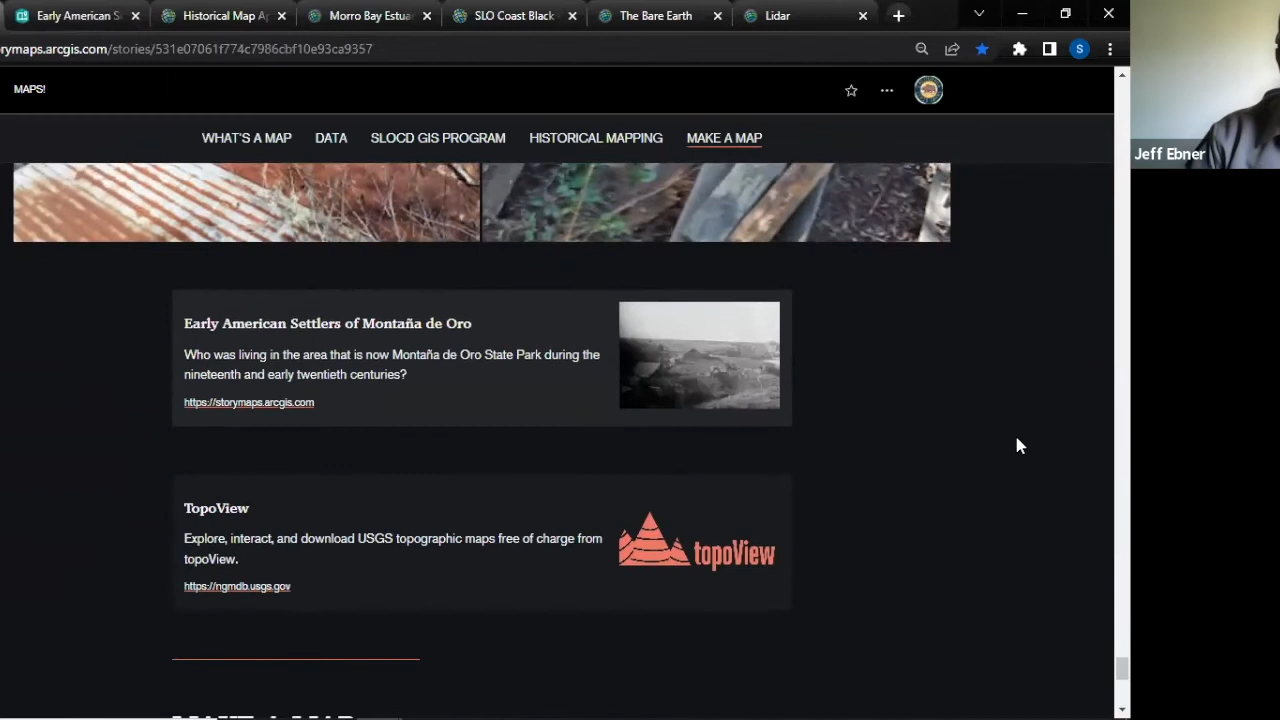 Early American S
Historical Map A
Morro Bay Estua
SLO Coast Black
The Bare Earth
Lidar
rymaps.arcgis.com/stories/531e07061f774c7986cbf10e93ca9357
S
MAPS!
WHAT'S A MAP
DATA
SLOCD GIS PROGRAM
HISTORICAL MAPPING
MAKE A MAP
Jeff Ebner
Early American Settlers of Montaña de Oro
Who was living in the area that is now Montaña de Oro State Park during the
nineteenth and early twentieth centuries?
https://storymaps.arcgis.com
TopoView
Explore, interact, and download USGS topographic maps free of charge from
topoView.
https://ngmdb.usgs.gov
topoView
MAKE A MAP